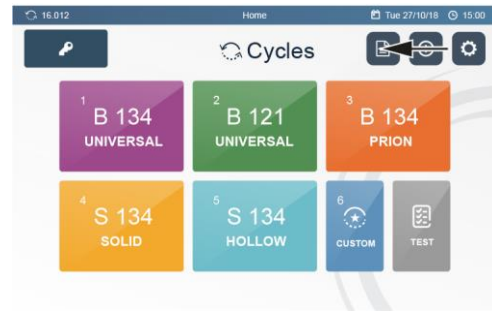 16.012 Home Tue 27/10/18 15:00
Cycles
1 2 3
B 134 B 121 B 134
UNIVERSAL UNIVERSAL PRION
4 5 6
S 134 S 134
SOLID HOLLOW CUSTOM TEST